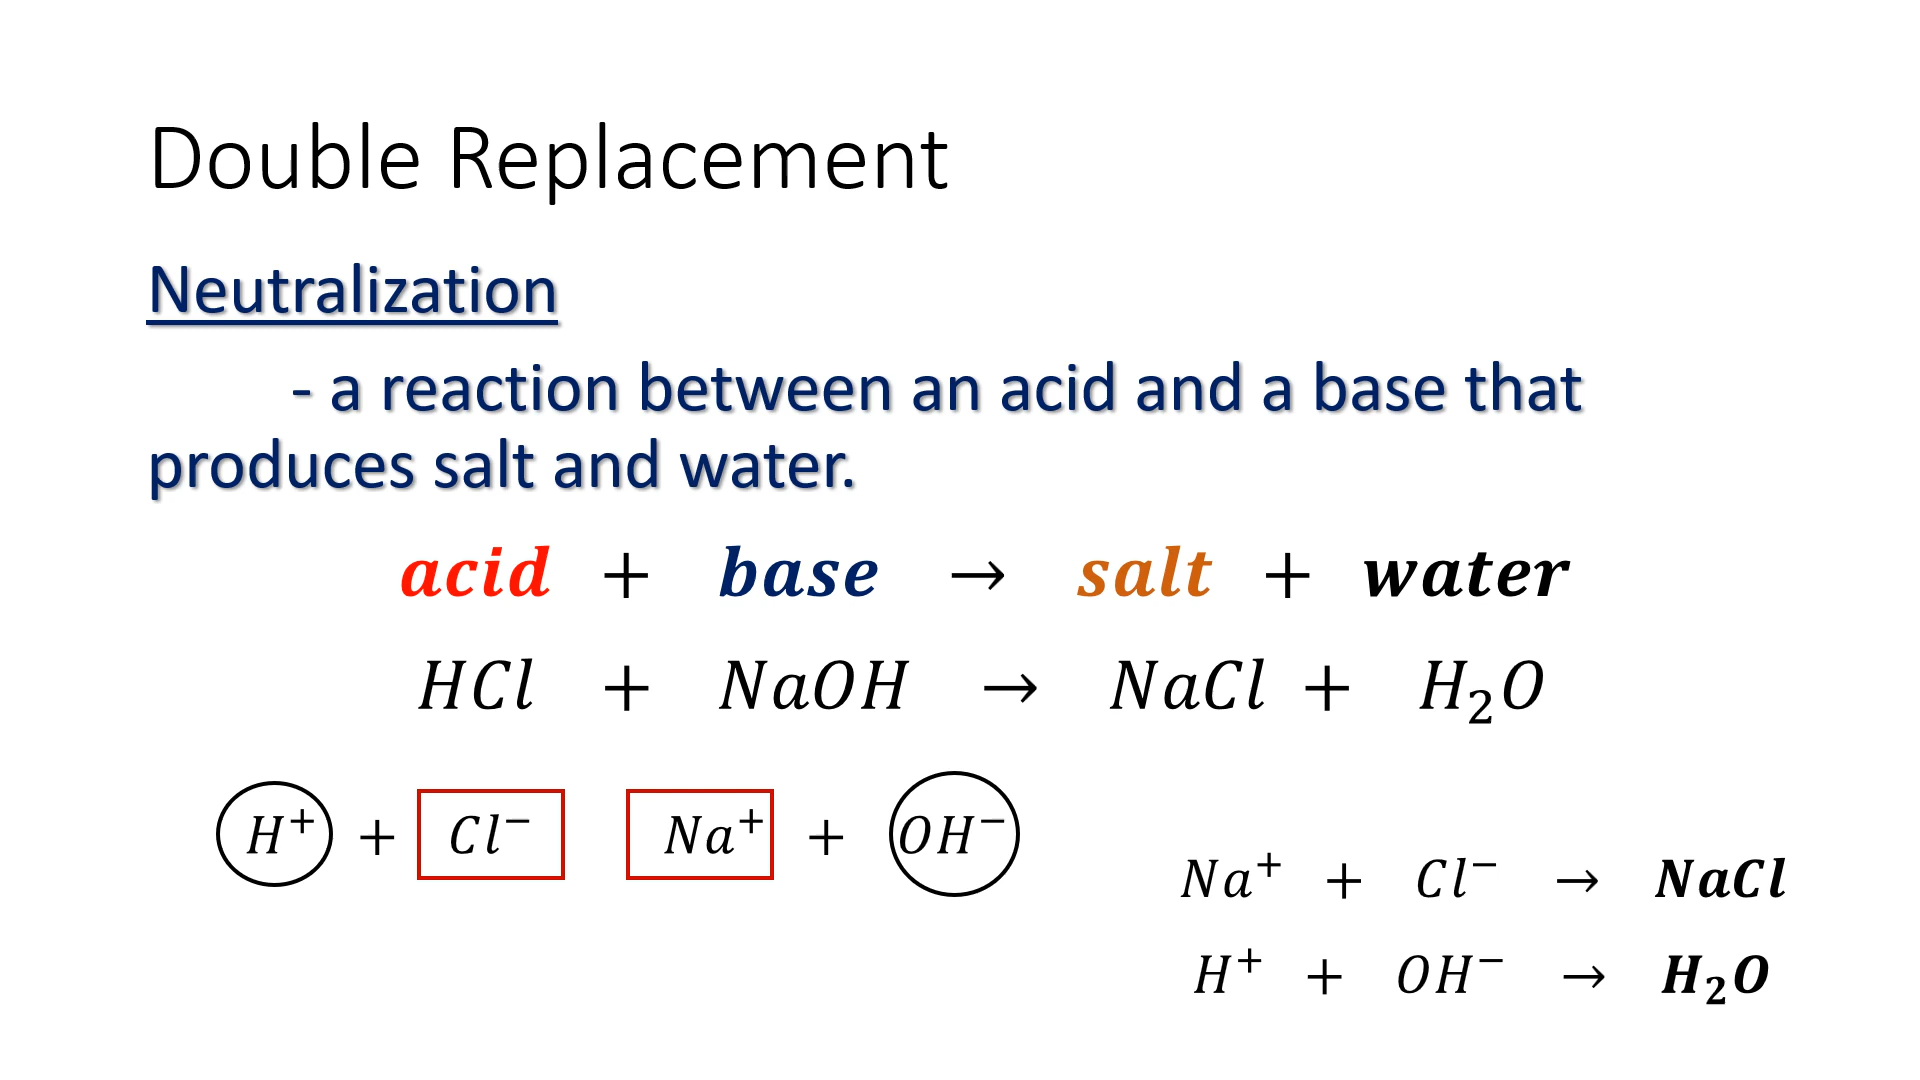 Double Replacement
Neutralization
- a reaction between an acid and a base that
produces salt and water.
acid + base → salt + water
HCl + NaOH → NaCl + H₂O
H⁺ + Cl⁻ Na⁺ + OH⁻
Na⁺ + Cl⁻ → NaCl
H⁺ + OH⁻ → H₂O